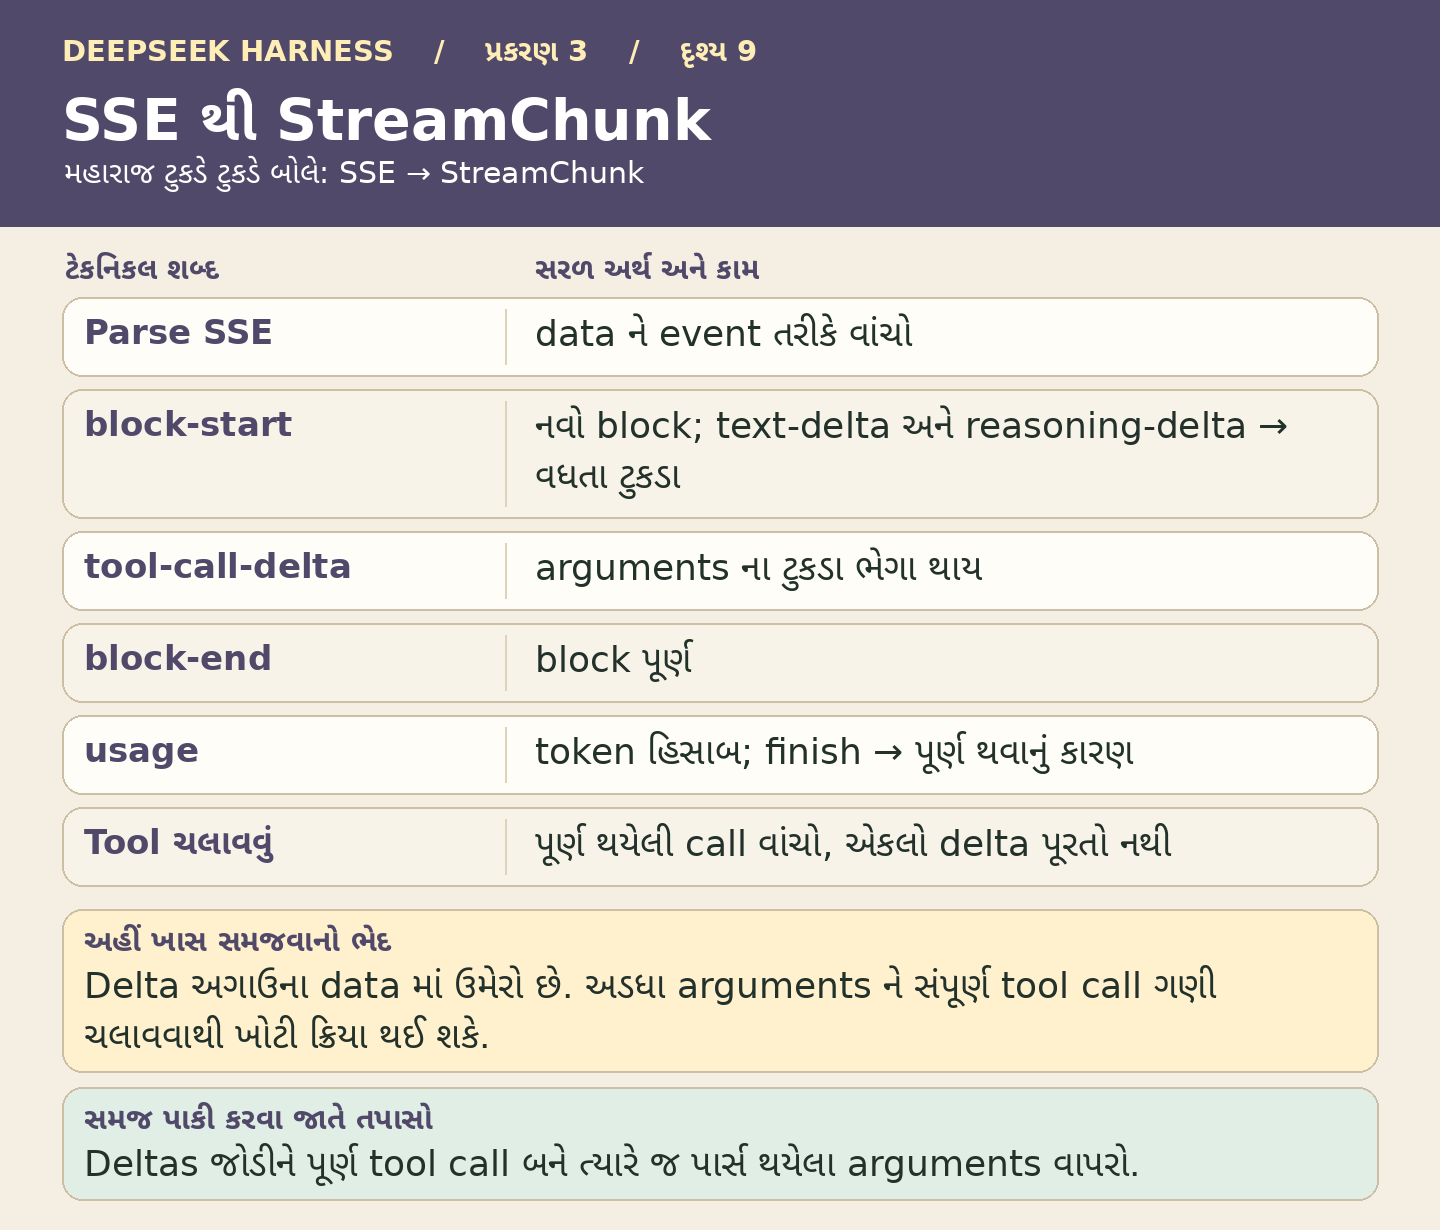 DEEPSEEK HARNESS / પ્રકરણ 3 / દૃશ્ય 9
SSE થી StreamChunk
મહારાજ ટુકડે ટુકડે બોલે: SSE → StreamChunk
ટેકનિકલ શબ્દ સરળ અર્થ અને કામ
Parse SSE data ને event તરીકે વાંચો
block-start નવો block; text-delta અને reasoning-delta →
વધતા ટુકડા
tool-call-delta arguments ના ટુકડા ભેગા થાય
block-end block પૂર્ણ
usage token હિસાબ; finish → પૂર્ણ થવાનું કારણ
Tool ચલાવવું પૂર્ણ થયેલી call વાંચો, એકલો delta પૂરતો નથી
અહીં ખાસ સમજવાનો ભેદ
Delta અગાઉના data માં ઉમેરો છે. અડધા arguments ને સંપૂર્ણ tool call ગણી
ચલાવવાથી ખોટી ક્રિયા થઈ શકે.
સમજ પાકી કરવા જાતે તપાસો
Deltas જોડીને પૂર્ણ tool call બને ત્યારે જ પાર્સ થયેલા arguments વાપરો.